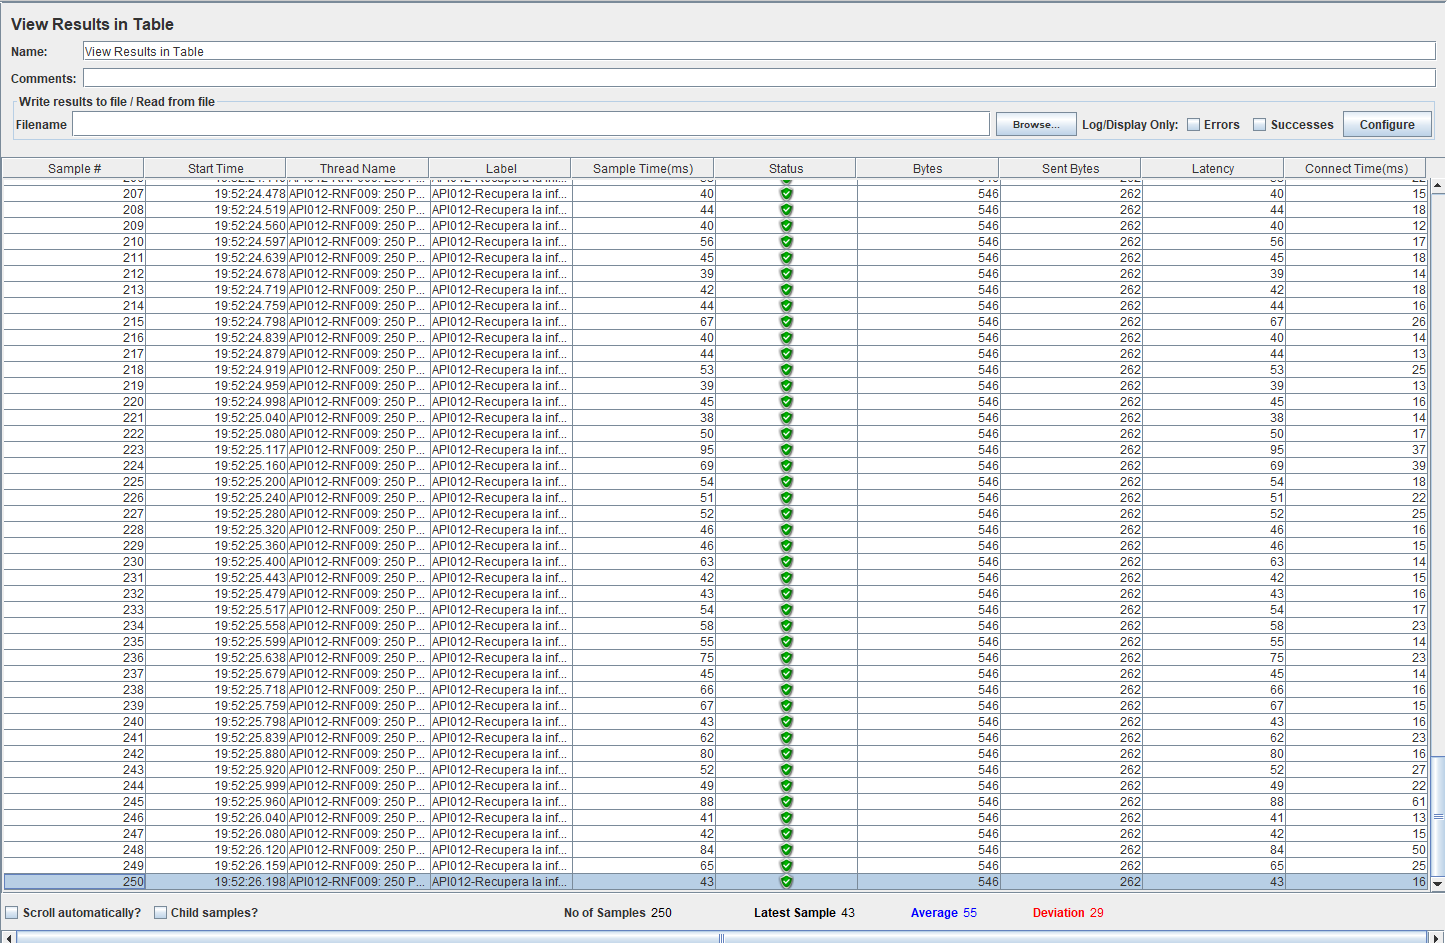 View Results in Table
Name: View Results in Table
Comments:
Write results to file / Read from file
Filename Browse... Log/Display Only: Errors Successes Configure
Sample # Start Time Thread Name Label Sample Time(ms) Status Bytes Sent Bytes Latency Connect Time(ms)
207 19:52:24.478 API012-RNF009: 250 P... API012-Recupera la inf... 40 546 262 40 15
208 19:52:24.519 API012-RNF009: 250 P... API012-Recupera la inf... 44 546 262 44 18
209 19:52:24.560 API012-RNF009: 250 P... API012-Recupera la inf... 40 546 262 40 12
210 19:52:24.597 API012-RNF009: 250 P... API012-Recupera la inf... 56 546 262 56 17
211 19:52:24.639 API012-RNF009: 250 P... API012-Recupera la inf... 45 546 262 45 18
212 19:52:24.678 API012-RNF009: 250 P... API012-Recupera la inf... 39 546 262 39 14
213 19:52:24.719 API012-RNF009: 250 P... API012-Recupera la inf... 42 546 262 42 18
214 19:52:24.759 API012-RNF009: 250 P... API012-Recupera la inf... 44 546 262 44 16
215 19:52:24.798 API012-RNF009: 250 P... API012-Recupera la inf... 67 546 262 67 26
216 19:52:24.839 API012-RNF009: 250 P... API012-Recupera la inf... 40 546 262 40 14
217 19:52:24.879 API012-RNF009: 250 P... API012-Recupera la inf... 44 546 262 44 13
218 19:52:24.919 API012-RNF009: 250 P... API012-Recupera la inf... 53 546 262 53 25
219 19:52:24.959 API012-RNF009: 250 P... API012-Recupera la inf... 39 546 262 39 13
220 19:52:24.998 API012-RNF009: 250 P... API012-Recupera la inf... 45 546 262 45 16
221 19:52:25.040 API012-RNF009: 250 P... API012-Recupera la inf... 38 546 262 38 14
222 19:52:25.080 API012-RNF009: 250 P... API012-Recupera la inf... 50 546 262 50 17
223 19:52:25.117 API012-RNF009: 250 P... API012-Recupera la inf... 95 546 262 95 37
224 19:52:25.160 API012-RNF009: 250 P... API012-Recupera la inf... 69 546 262 69 39
225 19:52:25.200 API012-RNF009: 250 P... API012-Recupera la inf... 54 546 262 54 18
226 19:52:25.240 API012-RNF009: 250 P... API012-Recupera la inf... 51 546 262 51 22
227 19:52:25.280 API012-RNF009: 250 P... API012-Recupera la inf... 52 546 262 52 25
228 19:52:25.320 API012-RNF009: 250 P... API012-Recupera la inf... 46 546 262 46 16
229 19:52:25.360 API012-RNF009: 250 P... API012-Recupera la inf... 46 546 262 46 15
230 19:52:25.400 API012-RNF009: 250 P... API012-Recupera la inf... 63 546 262 63 14
231 19:52:25.443 API012-RNF009: 250 P... API012-Recupera la inf... 42 546 262 42 15
232 19:52:25.479 API012-RNF009: 250 P... API012-Recupera la inf... 43 546 262 43 16
233 19:52:25.517 API012-RNF009: 250 P... API012-Recupera la inf... 54 546 262 54 17
234 19:52:25.558 API012-RNF009: 250 P... API012-Recupera la inf... 58 546 262 58 23
235 19:52:25.599 API012-RNF009: 250 P... API012-Recupera la inf... 55 546 262 55 14
236 19:52:25.638 API012-RNF009: 250 P... API012-Recupera la inf... 75 546 262 75 23
237 19:52:25.679 API012-RNF009: 250 P... API012-Recupera la inf... 45 546 262 45 14
238 19:52:25.718 API012-RNF009: 250 P... API012-Recupera la inf... 66 546 262 66 16
239 19:52:25.759 API012-RNF009: 250 P... API012-Recupera la inf... 67 546 262 67 15
240 19:52:25.798 API012-RNF009: 250 P... API012-Recupera la inf... 43 546 262 43 16
241 19:52:25.839 API012-RNF009: 250 P... API012-Recupera la inf... 62 546 262 62 23
242 19:52:25.880 API012-RNF009: 250 P... API012-Recupera la inf... 80 546 262 80 16
243 19:52:25.920 API012-RNF009: 250 P... API012-Recupera la inf... 52 546 262 52 27
244 19:52:25.999 API012-RNF009: 250 P... API012-Recupera la inf... 49 546 262 49 22
245 19:52:25.960 API012-RNF009: 250 P... API012-Recupera la inf... 88 546 262 88 61
246 19:52:26.040 API012-RNF009: 250 P... API012-Recupera la inf... 41 546 262 41 13
247 19:52:26.080 API012-RNF009: 250 P... API012-Recupera la inf... 42 546 262 42 15
248 19:52:26.120 API012-RNF009: 250 P... API012-Recupera la inf... 84 546 262 84 50
249 19:52:26.159 API012-RNF009: 250 P... API012-Recupera la inf... 65 546 262 65 25
250 19:52:26.198 API012-RNF009: 250 P... API012-Recupera la inf... 43 546 262 43 16
Scroll automatically? Child samples? No of Samples 250 Latest Sample 43 Average 55 Deviation 29